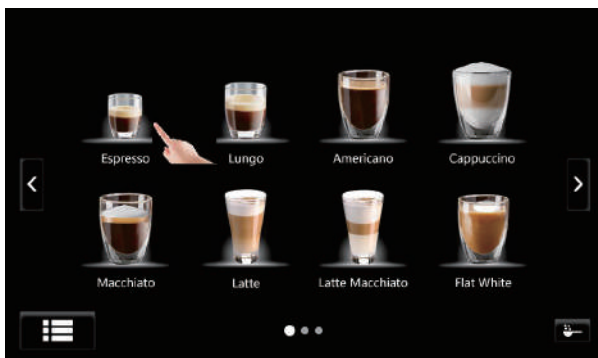 Espresso
Lungo
Americano
Cappuccino
Macchiato
Latte
Latte Macchiato
Flat White